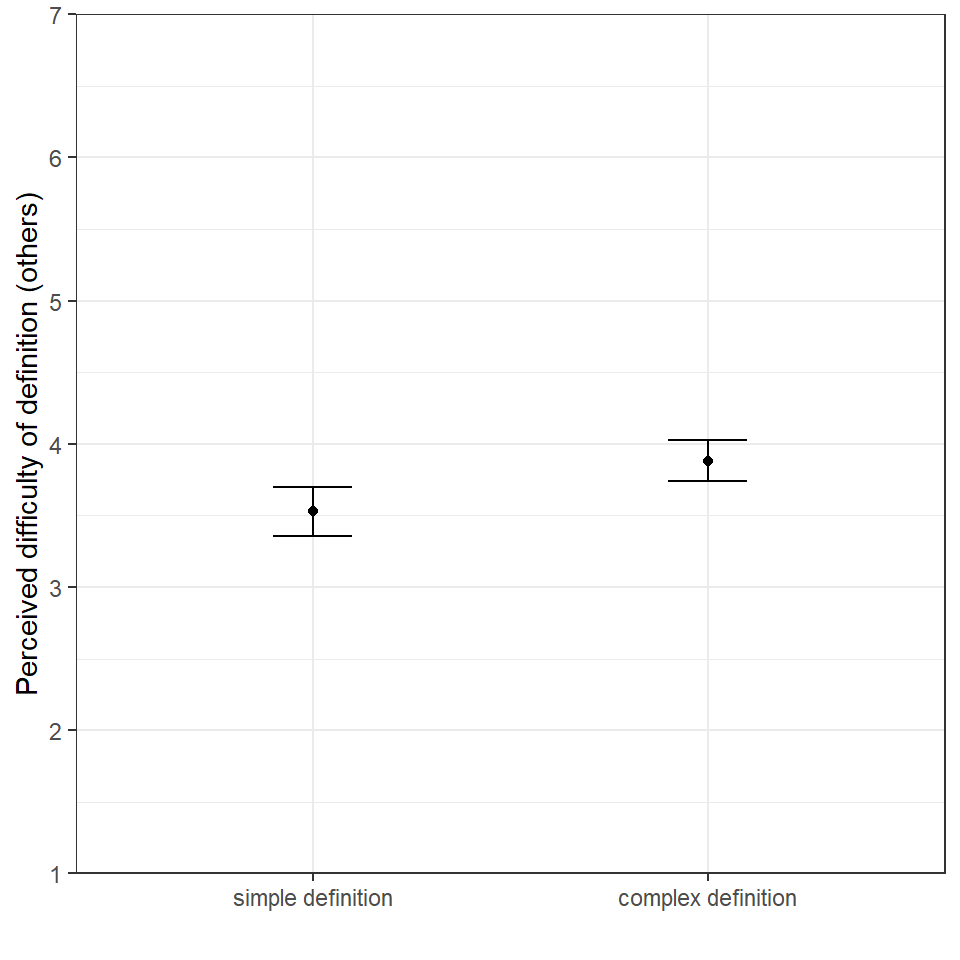 Perceived difficulty of definition (others)
7
6
5
4
3
2
1
simple definition
complex definition